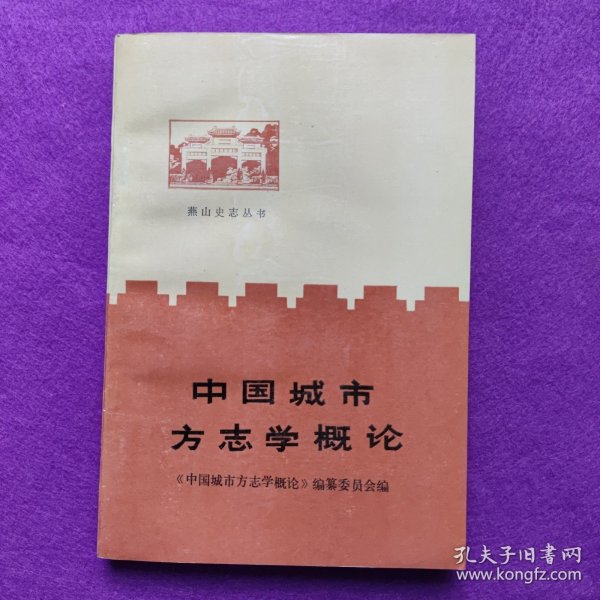 燕山史志丛书
中国城市
方志学概论
《中国城市方志学概论》编纂委员会编
孔夫子旧书网
www.kongfz.com